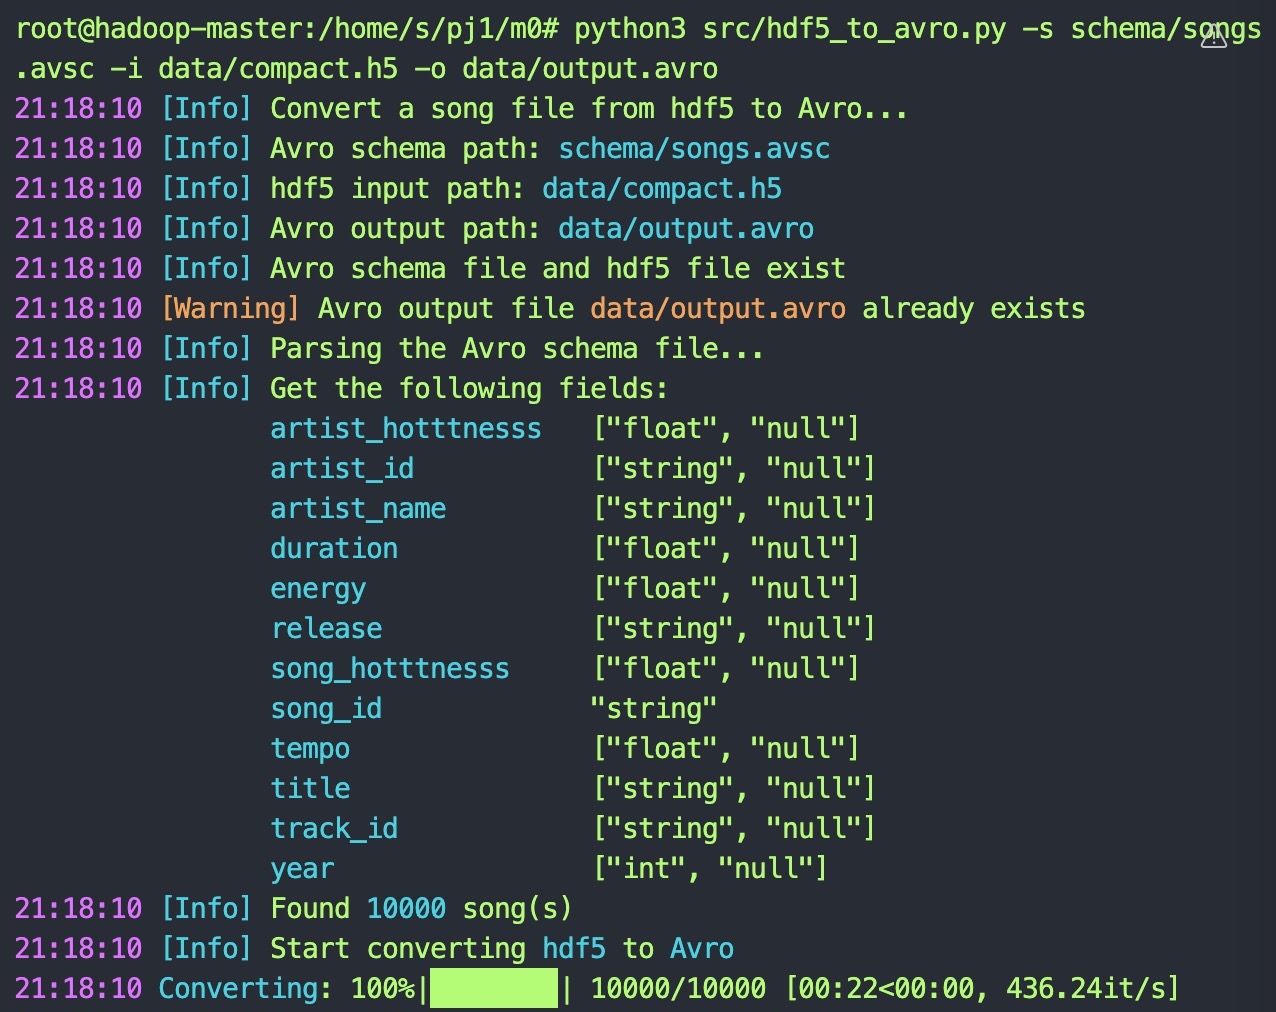 root@hadoop-master:/home/s/pj1/m0# python3 src/hdf5_to_avro.py -s schema/songs
.avsc -i data/compact.h5 -o data/output.avro
21:18:10 [Info] Convert a song file from hdf5 to Avro...
21:18:10 [Info] Avro schema path: schema/songs.avsc
21:18:10 [Info] hdf5 input path: data/compact.h5
21:18:10 [Info] Avro output path: data/output.avro
21:18:10 [Info] Avro schema file and hdf5 file exist
21:18:10 [Warning] Avro output file data/output.avro already exists
21:18:10 [Info] Parsing the Avro schema file...
21:18:10 [Info] Get the following fields:
artist_hotttnesss ["float", "null"]
artist_id ["string", "null"]
artist_name ["string", "null"]
duration ["float", "null"]
energy ["float", "null"]
release ["string", "null"]
song_hotttnesss ["float", "null"]
song_id "string"
tempo ["float", "null"]
title ["string", "null"]
track_id ["string", "null"]
year ["int", "null"]
21:18:10 [Info] Found 10000 song(s)
21:18:10 [Info] Start converting hdf5 to Avro
21:18:10 Converting: 100%|████████| 10000/10000 [00:22<00:00, 436.24it/s]